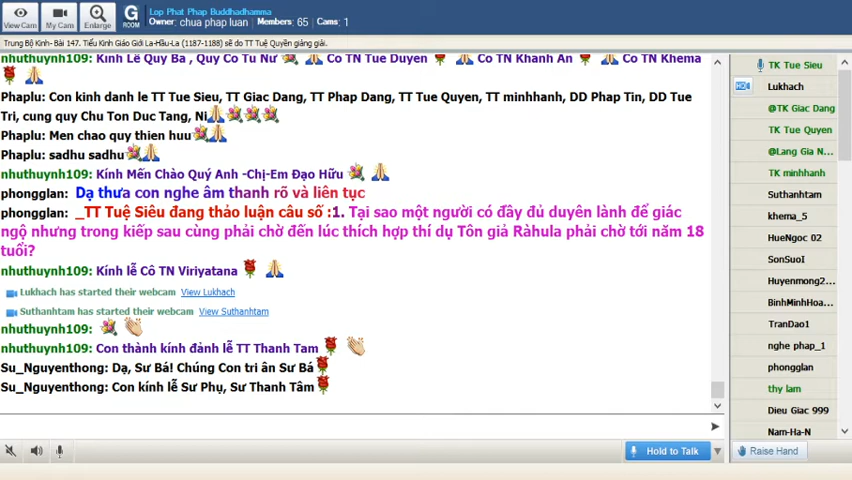 View Cam
My Cam
Enlarge
G
ROOM
Lop Phat Phap Buddhadhamma
Owner: chua phap luan Members: 65 Cams: 1
Trung Bộ Kinh- Bài 147. Tiểu Kinh Giáo Giới La-Hầu-La (1187-1188) sẽ do TT Tuệ Quyền giảng giải.
nhuthuynh109: Kính Lễ Quý Bà , Quý Cô Tu Nữ Cô TN Tue Duyen Cô TN Khanh An Cô TN Khema
Phaplu: Con kinh danh le TT Tue Sieu, TT Giac Dang, TT Phap Dang, TT Tue Quyen, TT minhhanh, DD Phap Tin, DD Tue
Tri, cung quy Chu Ton Duc Tang, Ni
Phaplu: Men chao quy thien huu
Phaplu: sadhu sadhu
nhuthuynh109: Kính Mến Chào Quý Anh -Chị-Em Đạo Hữu
phongglan: Dạ thưa con nghe âm thanh rõ và liên tục
phongglan: _TT Tuệ Siêu đang thảo luận câu số :1. Tại sao một người có đầy đủ duyên lành để giác
ngộ nhưng trong kiếp sau cùng phải chờ đến lúc thích hợp thí dụ Tôn giả Ràhula phải chờ tới năm 18
tuổi?
nhuthuynh109: Kính lễ Cô TN Viriyatana
Lukhach has started their webcam View Lukhach
Suthanhtam has started their webcam View Suthanhtam
nhuthuynh109:
nhuthuynh109: Con thành kính đảnh lễ TT Thanh Tam
Su_Nguyenthong: Dạ, Sư Bá! Chúng Con tri ân Sư Bá
Su_Nguyenthong: Con kính lễ Sư Phụ, Sư Thanh Tâm
Hold to Talk
TK Tue Sieu
HD Lukhach
@TK Giac Dang
TK Tue Quyen
@Lang Gia N...
TK minhhanh
Suthanhtam
khema_5
HueNgoc 02
SonSuoI
Huyenmong2...
BinhMinhHoa...
TranDao1
nghe phap_1
phongglan
thy lam
Dieu Giac 999
Nam-Ha-N
Raise Hand